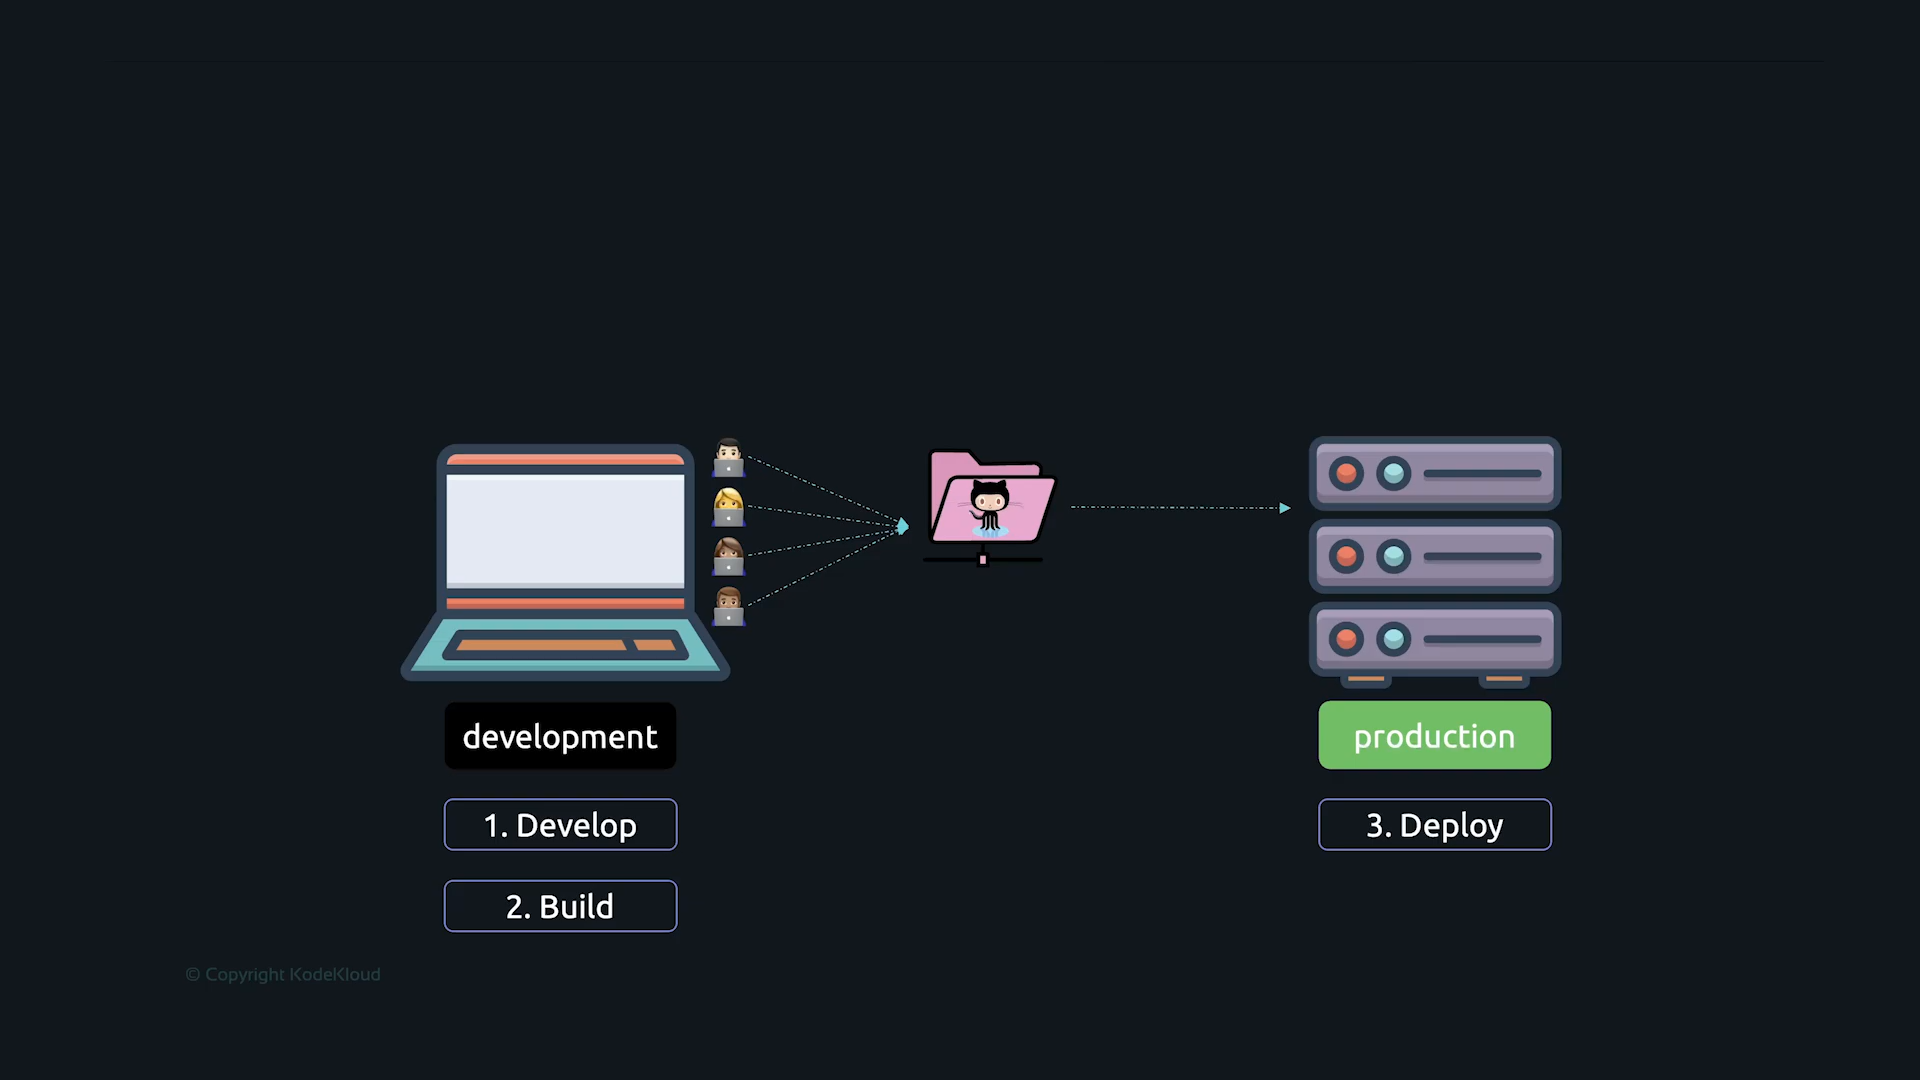 development
production
1. Develop
3. Deploy
2. Build
© Copyright KodeKloud